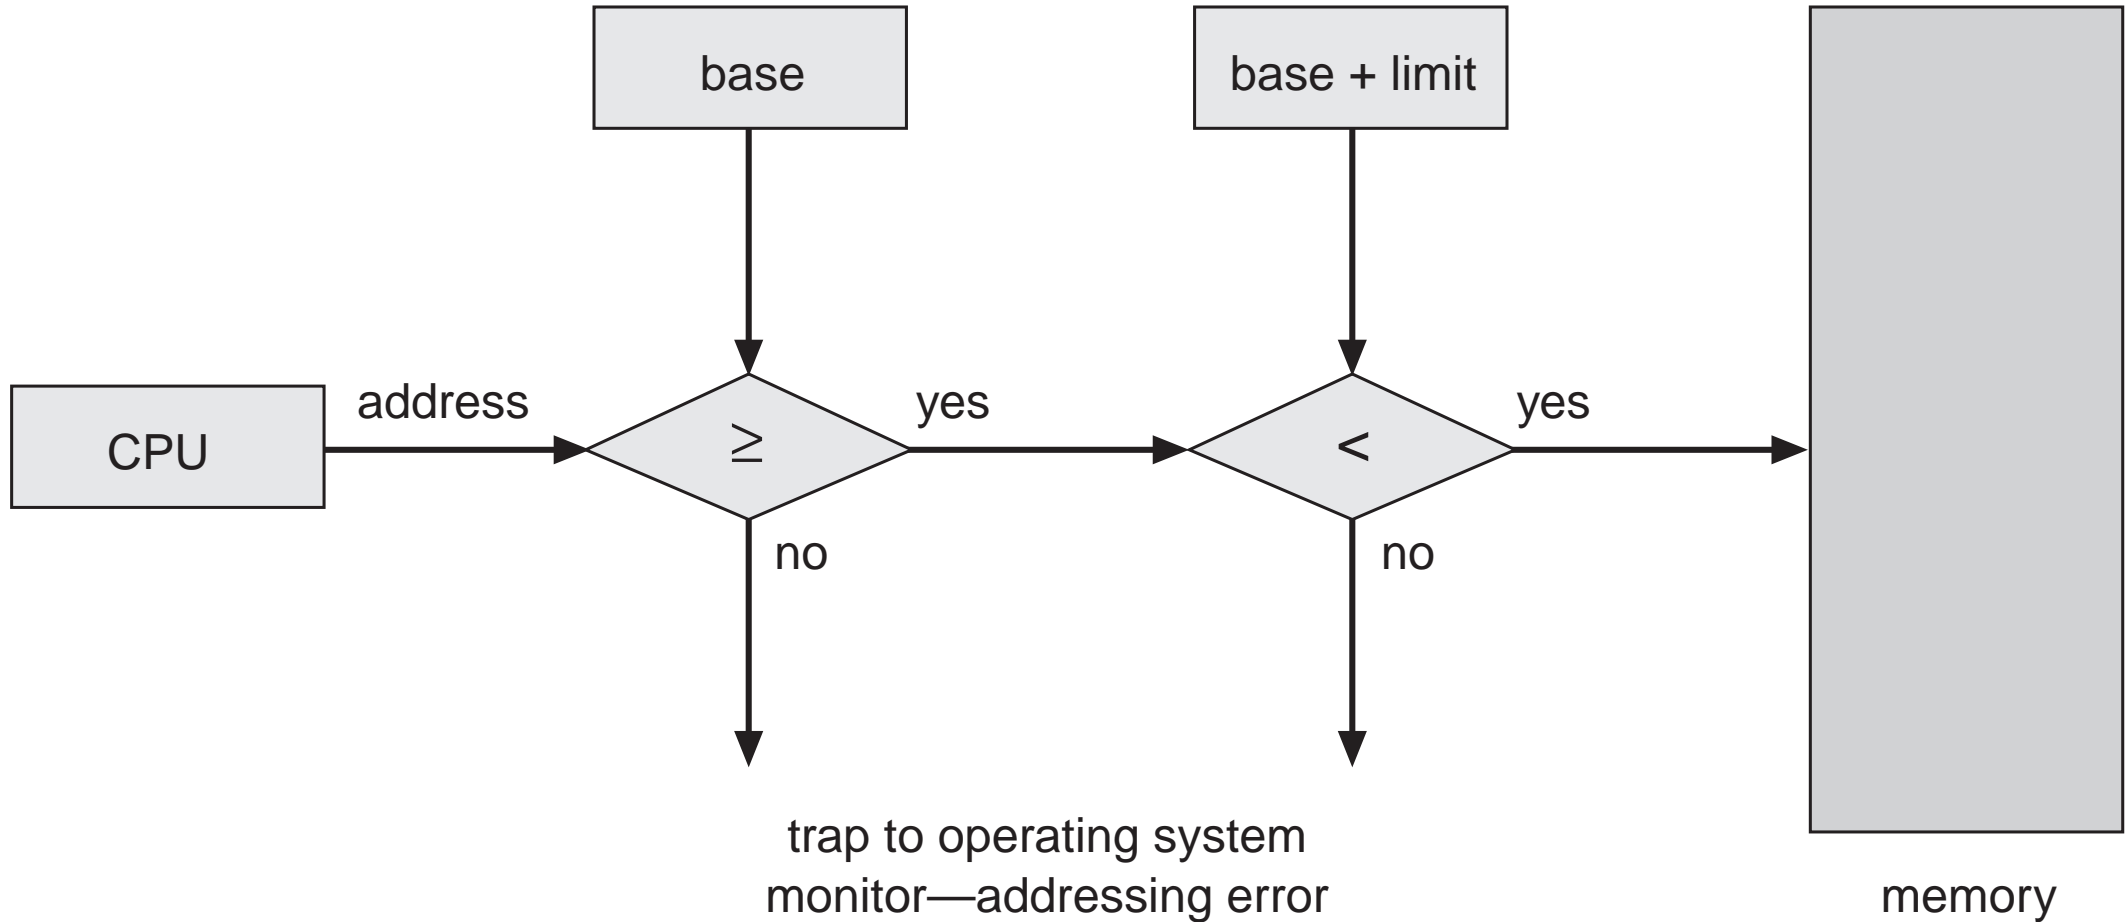 base
base + limit
CPU
address
≥
yes
<
yes
no
no
trap to operating system
monitor—addressing error
memory